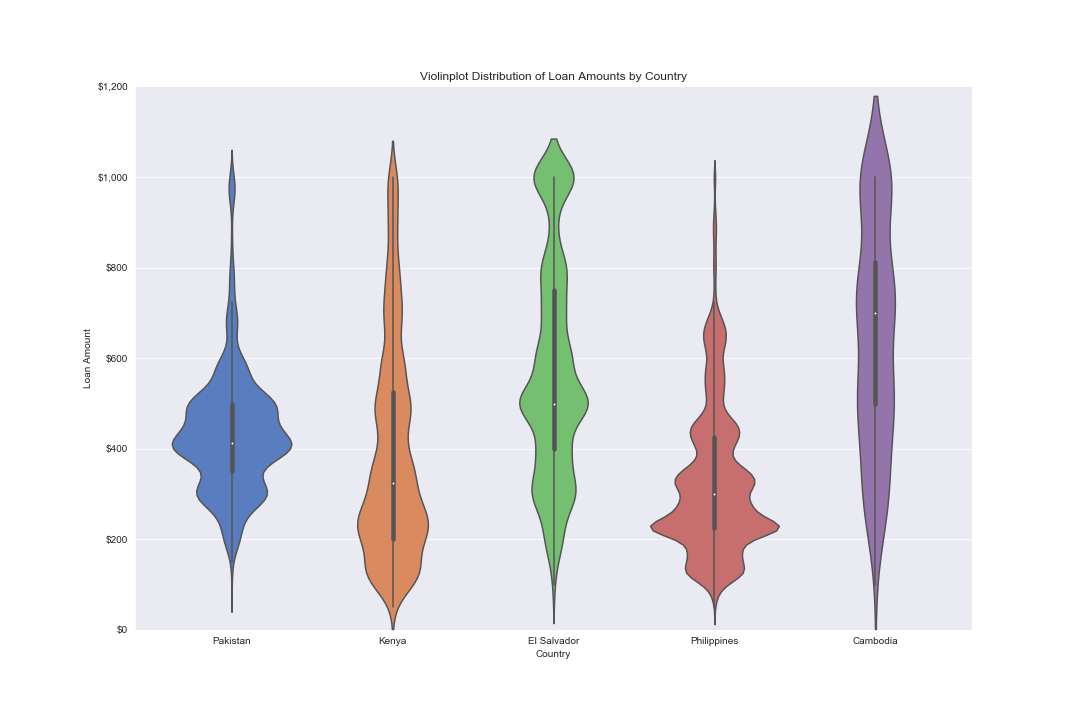 Violinplot Distribution of Loan Amounts by Country
$1,200
$1,000
$800
$600
$400
$200
$0
Loan Amount
Pakistan Kenya El Salvador Philippines Cambodia
Country